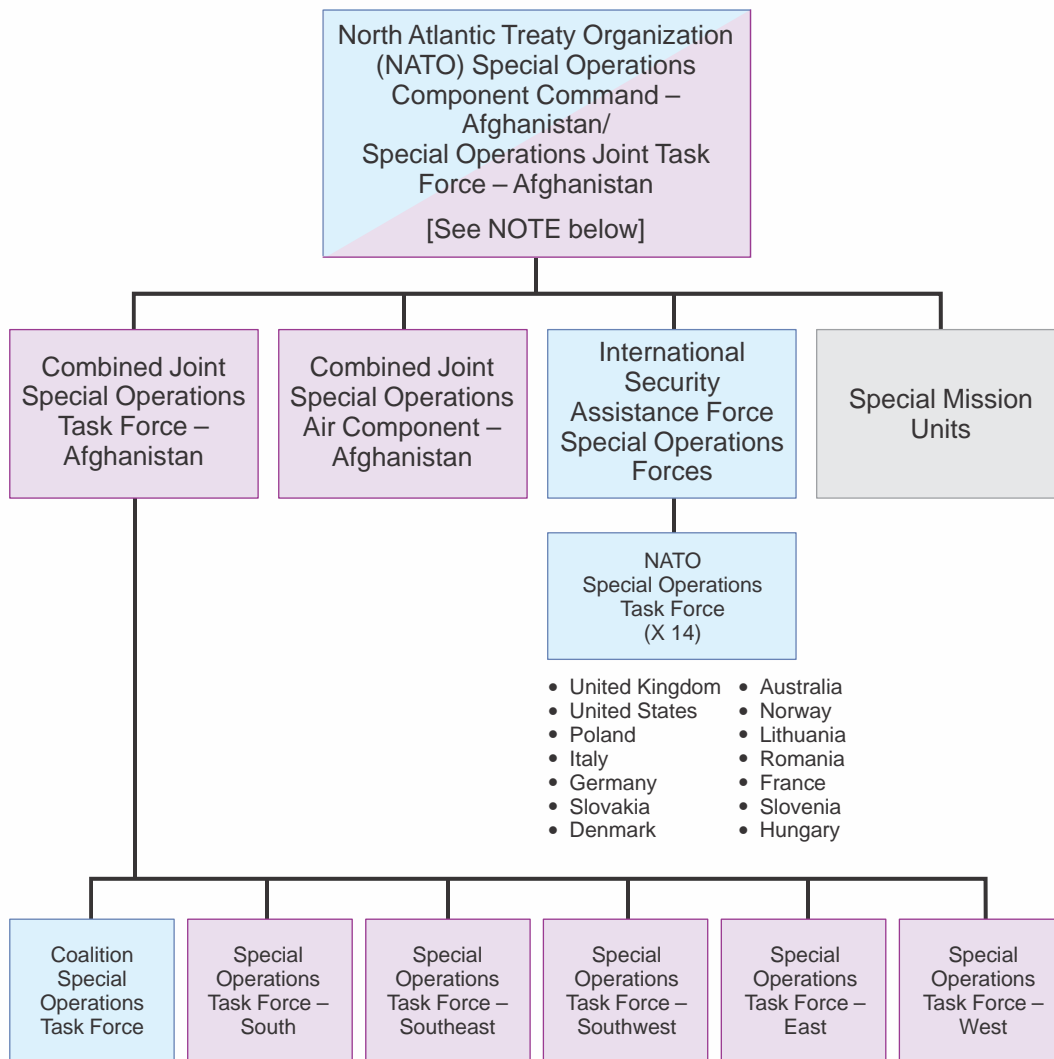 North Atlantic Treaty Organization
(NATO) Special Operations
Component Command –
Afghanistan/
Special Operations Joint Task
Force – Afghanistan
[See NOTE below]
Combined Joint
Special Operations
Task Force –
Afghanistan
Combined Joint
Special Operations
Air Component –
Afghanistan
International
Security
Assistance Force
Special Operations
Forces
Special Mission
Units
NATO
Special Operations
Task Force
(X 14)
• United Kingdom
• United States
• Poland
• Italy
• Germany
• Slovakia
• Denmark
• Australia
• Norway
• Lithuania
• Romania
• France
• Slovenia
• Hungary
Coalition
Special
Operations
Task Force
Special
Operations
Task Force –
South
Special
Operations
Task Force –
Southeast
Special
Operations
Task Force –
Southwest
Special
Operations
Task Force –
East
Special
Operations
Task Force –
West